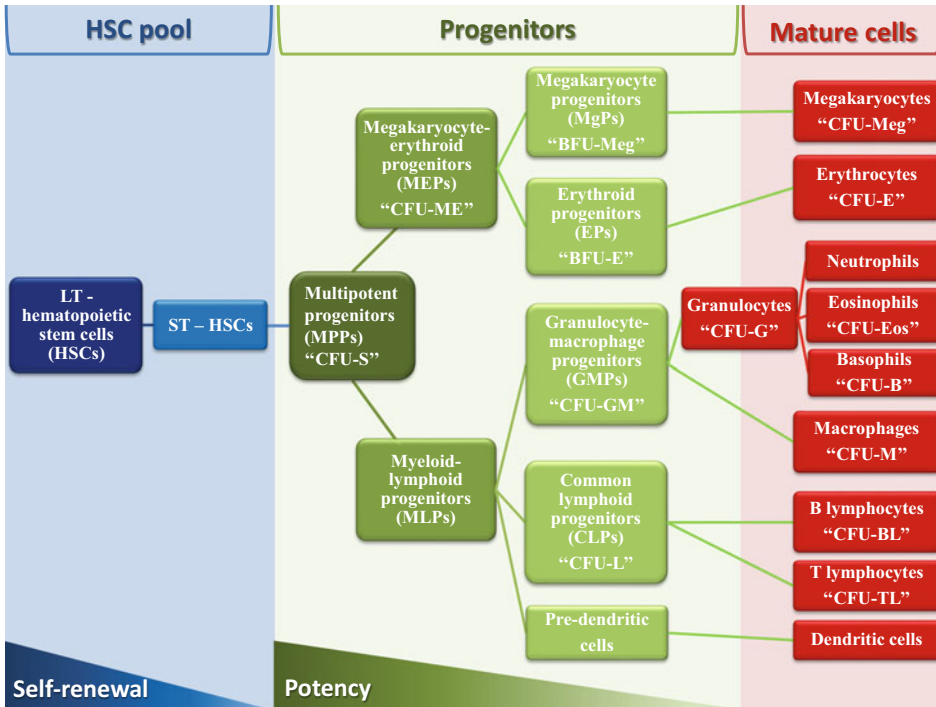 HSC pool
Progenitors
Mature cells
LT -
hematopoietic
stem cells
(HSCs)
ST – HSCs
Multipotent
progenitors
(MPPs)
“CFU-S”
Megakaryocyte-
erythroid
progenitors
(MEPs)
“CFU-ME”
Myeloid-
lymphoid
progenitors
(MLPs)
Megakaryocyte
progenitors
(MgPs)
“BFU-Meg”
Erythroid
progenitors
(EPs)
“BFU-E”
Granulocyte-
macrophage
progenitors
(GMPs)
“CFU-GM”
Common
lymphoid
progenitors
(CLPs)
“CFU-L”
Pre-dendritic
cells
Granulocytes
“CFU-G”
Megakaryocytes
“CFU-Meg”
Erythrocytes
“CFU-E”
Neutrophils
Eosinophils
“CFU-Eos”
Basophils
“CFU-B”
Macrophages
“CFU-M”
B lymphocytes
“CFU-BL”
T lymphocytes
“CFU-TL”
Dendritic cells
Self-renewal
Potency